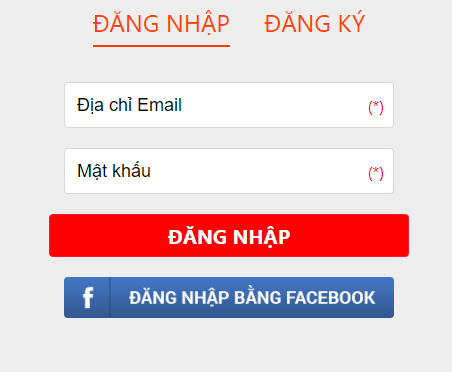 ĐĂNG NHẬP ĐĂNG KÝ
Địa chỉ Email (*)
Mật khẩu (*)
ĐĂNG NHẬP
f ĐĂNG NHẬP BẰNG FACEBOOK